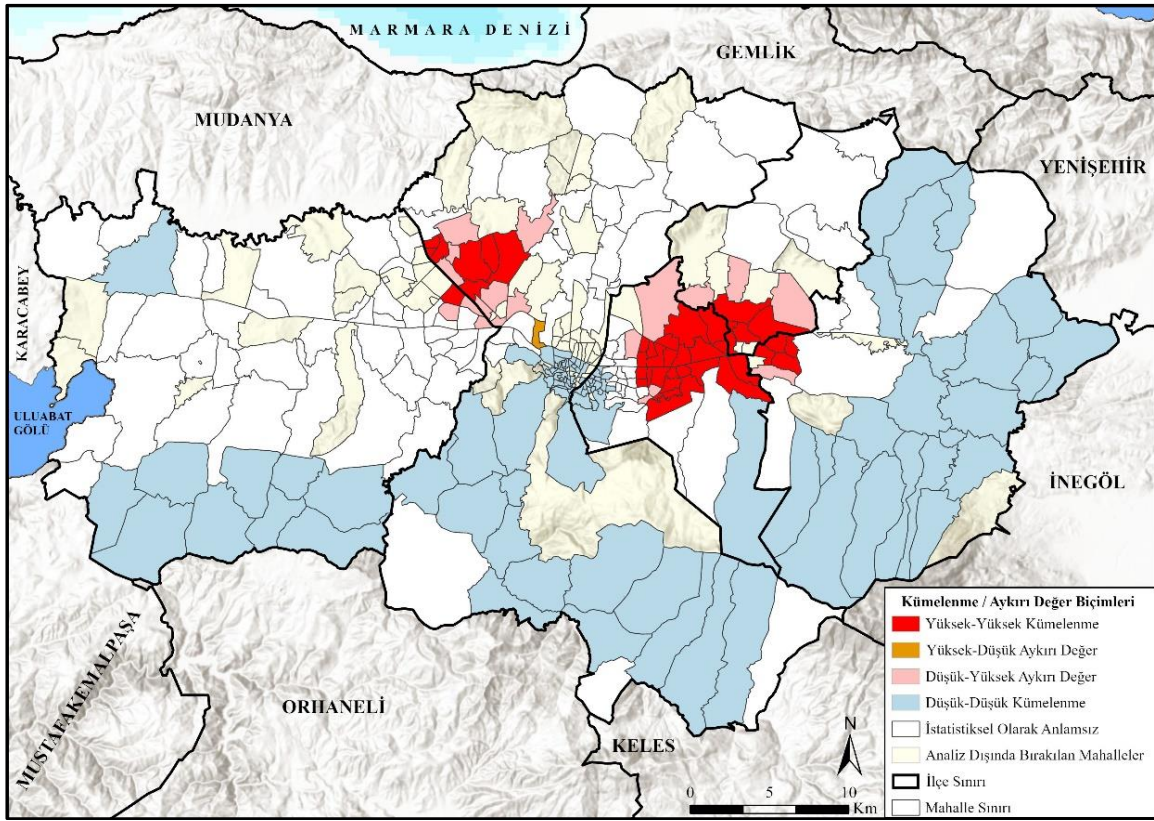 MARMARA DENİZİ
GEMLİK
MUDANYA
YENİŞEHİR
KARACABEY
ULUABAT
GÖLÜ
İNEGÖL
MUSTAFAKEMALPAŞA
ORHANELİ
KELES
Kümelenme / Aykırı Değer Biçimleri
Yüksek-Yüksek Kümelenme
Yüksek-Düşük Aykırı Değer
Düşük-Yüksek Aykırı Değer
Düşük-Düşük Kümelenme
İstatistiksel Olarak Anlamsız
Analiz Dışında Bırakılan Mahalleler
İlçe Sınırı
Mahalle Sınırı
N
0 5 10
Km